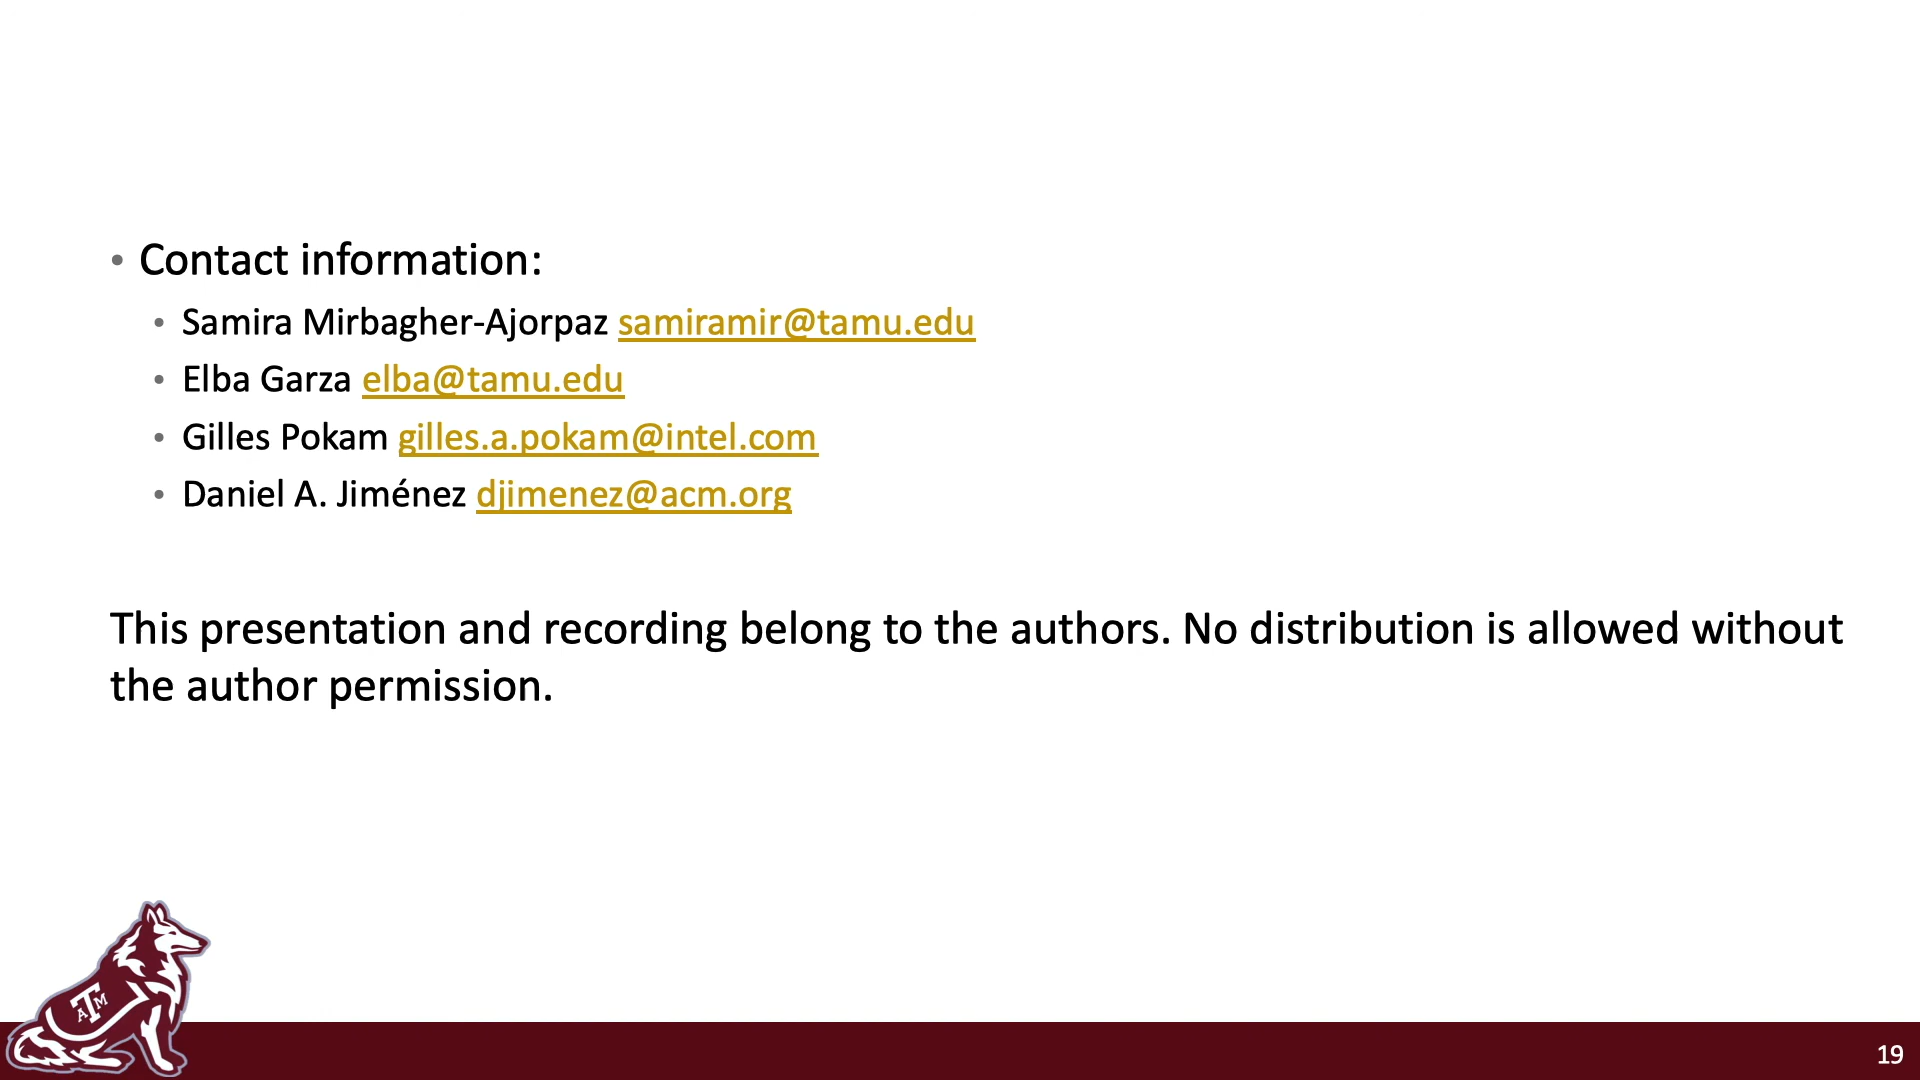 • Contact information:
• Samira Mirbagher-Ajorpaz samiramir@tamu.edu
• Elba Garza elba@tamu.edu
• Gilles Pokam gilles.a.pokam@intel.com
• Daniel A. Jiménez djimenez@acm.org
This presentation and recording belong to the authors. No distribution is allowed without
the author permission.
ATM
19